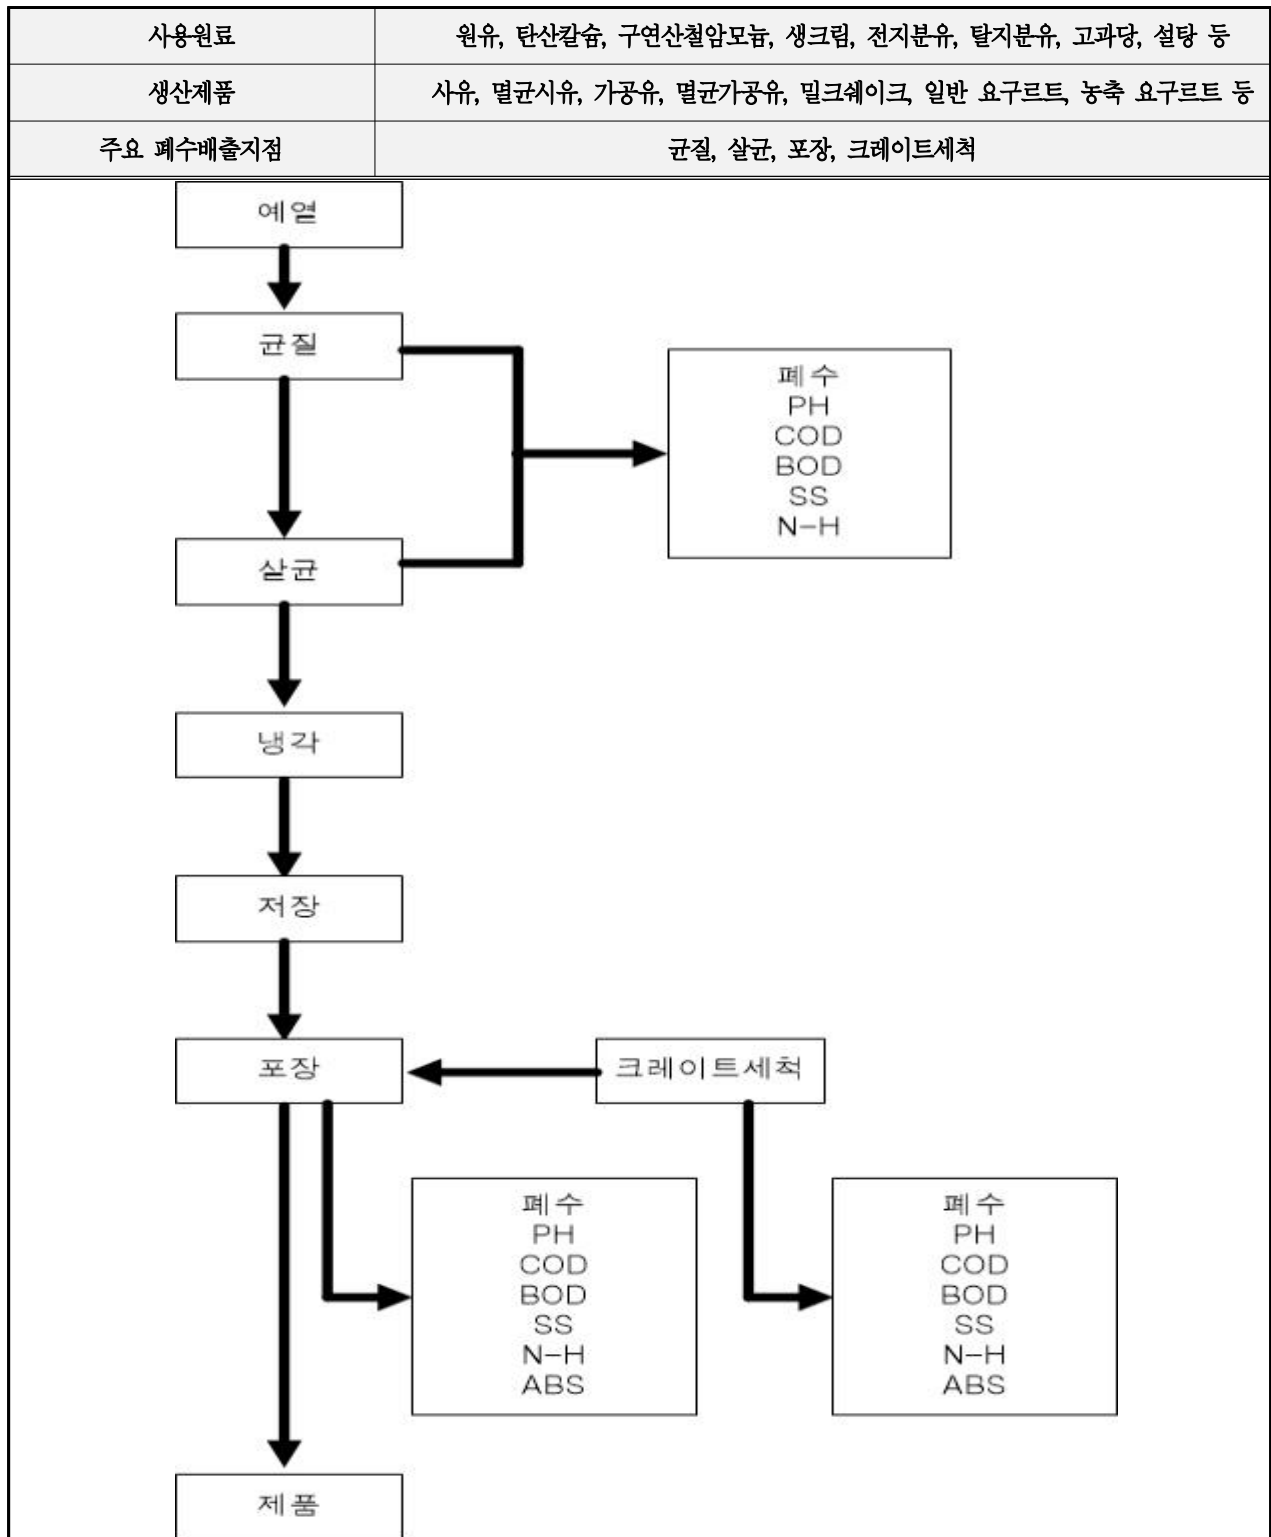 사용원료 원유, 탄산칼슘, 구연산철암모늄, 생크림, 전지분유, 탈지분유, 고과당, 설탕 등
생산제품 사유, 멸균시유, 가공유, 멸균가공유, 밀크쉐이크, 일반 요구르트, 농축 요구르트 등
주요 폐수배출지점 균질, 살균, 포장, 크레이트세척
예열
균질
폐수
PH
COD
BOD
SS
N-H
살균
냉각
저장
포장
크레이트세척
폐수
PH
COD
BOD
SS
N-H
ABS
폐수
PH
COD
BOD
SS
N-H
ABS
제품